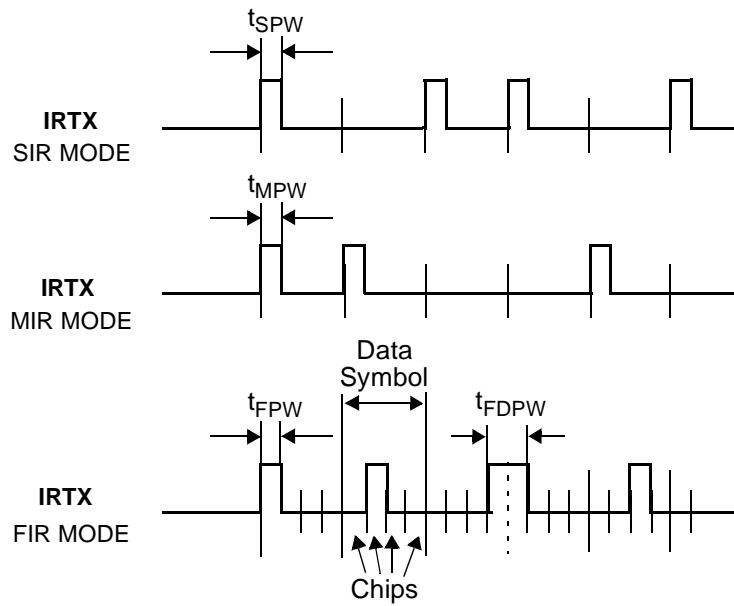 tSPW
IRTX
SIR MODE
tMPW
IRTX
MIR MODE
Data
Symbol
tFPW
tFDPW
IRTX
FIR MODE
Chips